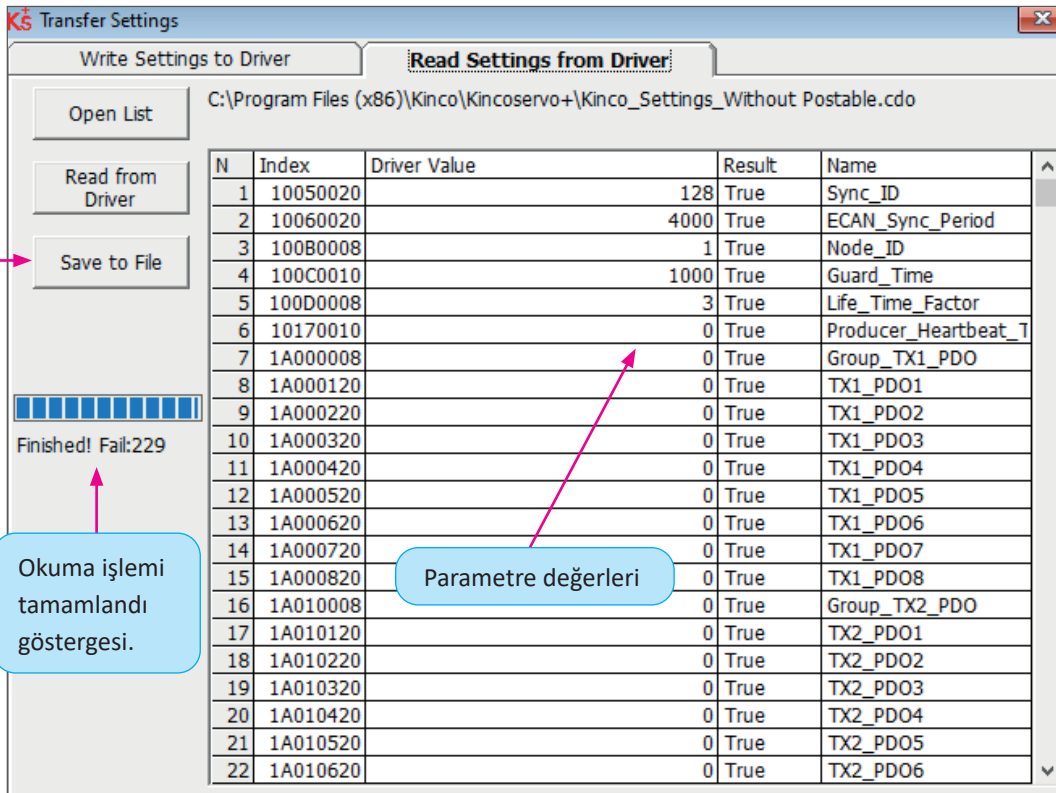 KS+ Transfer Settings
Write Settings to Driver
Read Settings from Driver
Open List
C:\Program Files (x86)\Kinco\Kincoservo+\Kinco_Settings_Without Postable.cdo
Read from
Driver
Save to File
Finished! Fail:229
Okuma işlemi
tamamlandı
göstergesi.
N Index Driver Value Result Name
1 10050020 128 True Sync_ID
2 10060020 4000 True ECAN_Sync_Period
3 100B0008 1 True Node_ID
4 100C0010 1000 True Guard_Time
5 100D0008 3 True Life_Time_Factor
6 10170010 0 True Producer_Heartbeat_T
7 1A000008 0 True Group_TX1_PDO
8 1A000120 0 True TX1_PDO1
9 1A000220 0 True TX1_PDO2
10 1A000320 0 True TX1_PDO3
11 1A000420 0 True TX1_PDO4
12 1A000520 0 True TX1_PDO5
13 1A000620 0 True TX1_PDO6
14 1A000720 0 True TX1_PDO7
15 1A000820 0 True TX1_PDO8
16 1A010008 0 True Group_TX2_PDO
17 1A010120 0 True TX2_PDO1
18 1A010220 0 True TX2_PDO2
19 1A010320 0 True TX2_PDO3
20 1A010420 0 True TX2_PDO4
21 1A010520 0 True TX2_PDO5
22 1A010620 0 True TX2_PDO6
Parametre değerleri